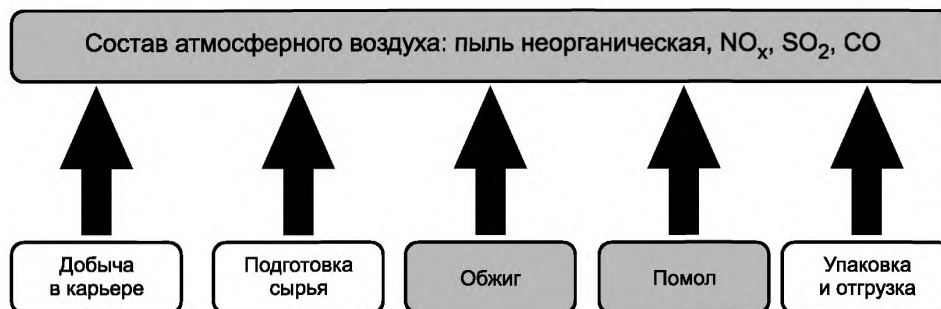 Состав атмосферного воздуха: пыль неорганическая, NOx, SO2, CO
Добыча
в карьере
Подготовка
сырья
Обжиг
Помол
Упаковка
и отгрузка